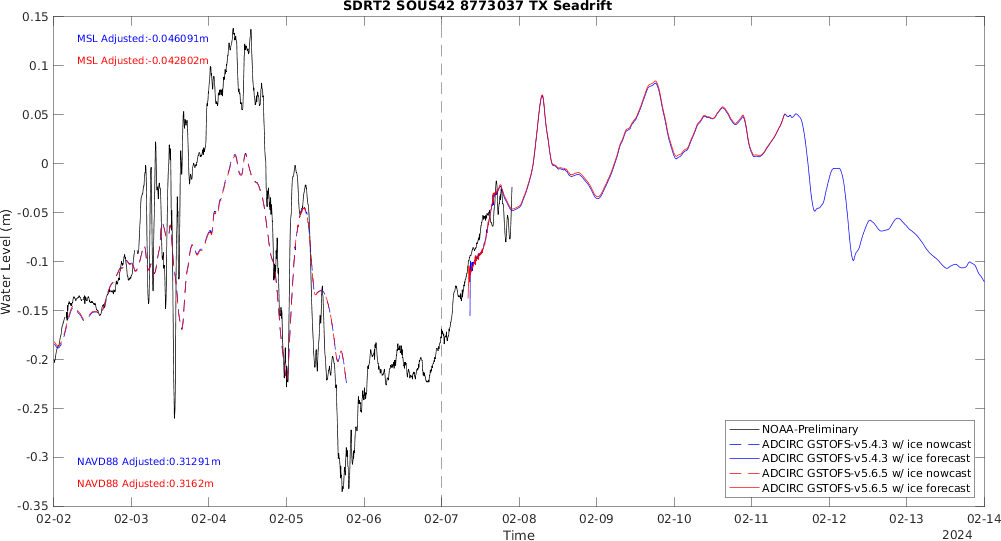 SDRT2 SOUS42 8773037 TX Seadrift
0.15
0.1
0.05
0
-0.05
-0.1
-0.15
-0.2
-0.25
-0.3
-0.35
Water Level (m)
MSL Adjusted:-0.046091m
MSL Adjusted:-0.042802m
NAVD88 Adjusted:0.31291m
NAVD88 Adjusted:0.3162m
NOAA-Preliminary
ADCIRC GSTOFS-v5.4.3 w/ ice nowcast
ADCIRC GSTOFS-v5.4.3 w/ ice forecast
ADCIRC GSTOFS-v5.6.5 w/ ice nowcast
ADCIRC GSTOFS-v5.6.5 w/ ice forecast
02-02 02-03 02-04 02-05 02-06 02-07 02-08 02-09 02-10 02-11 02-12 02-13 02-14
Time
2024